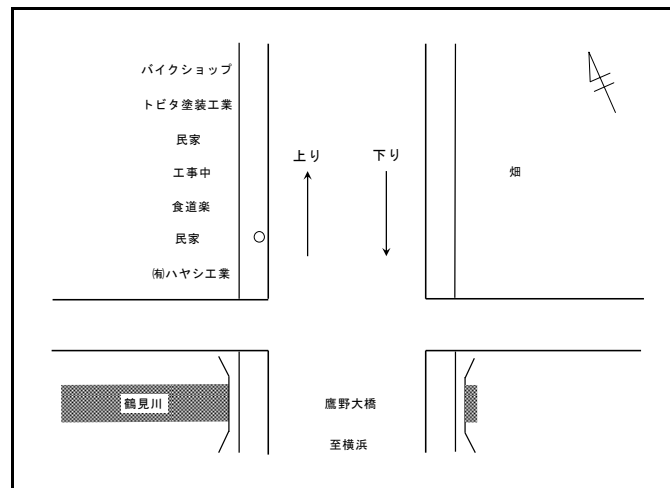 バイクショップ
トビタ塗装工業
民家
工事中
食道楽
民家
㈲ハヤシ工業
上り
下り
畑
鶴見川
鷹野大橋
至横浜